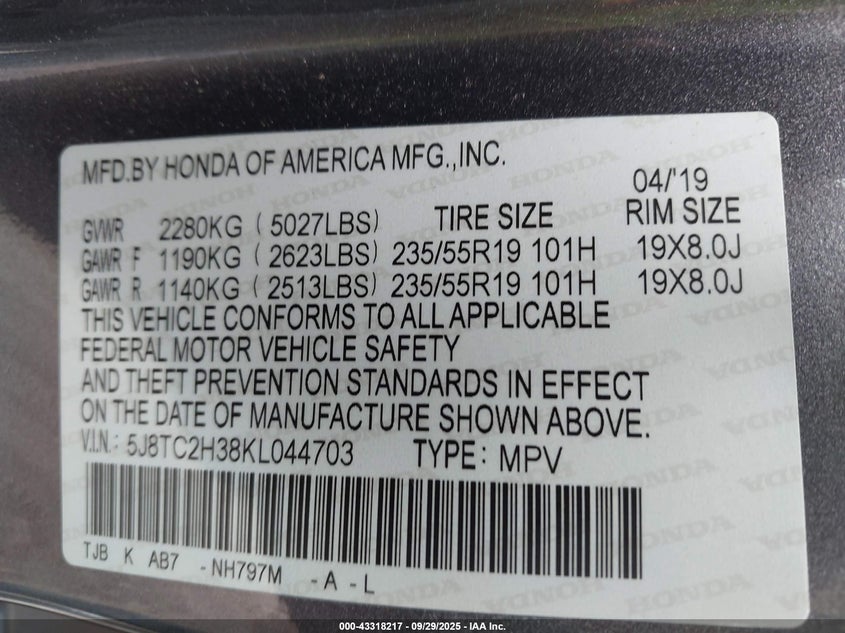 MFD.BY HONDA OF AMERICA MFG.,INC.
04/'19
GVWR 2280KG ( 5027LBS) TIRE SIZE RIM SIZE
GAWR F 1190KG ( 2623LBS) 235/55R19 101H 19X8.0J
GAWR R 1140KG ( 2513LBS) 235/55R19 101H 19X8.0J
THIS VEHICLE CONFORMS TO ALL APPLICABLE
FEDERAL MOTOR VEHICLE SAFETY
AND THEFT PREVENTION STANDARDS IN EFFECT
ON THE DATE OF MANUFACTURE SHOWN ABOVE.
V.I.N.: 5J8TC2H38KL044703 TYPE: MPV
TJB K AB7 -NH797M -A -L
000-43318217 - 09/29/2025 - IAA Inc.